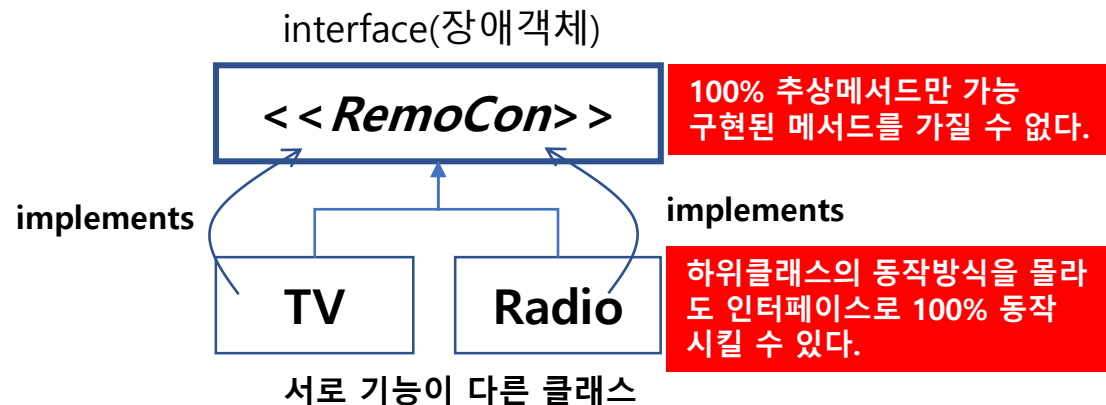 interface(장애객체)
<<RemoCon>>
100% 추상메서드만 가능
구현된 메서드를 가질 수 없다.
implements
implements
TV
Radio
하위클래스의 동작방식을 몰라
도 인터페이스로 100% 동작
시킬 수 있다.
서로 기능이 다른 클래스